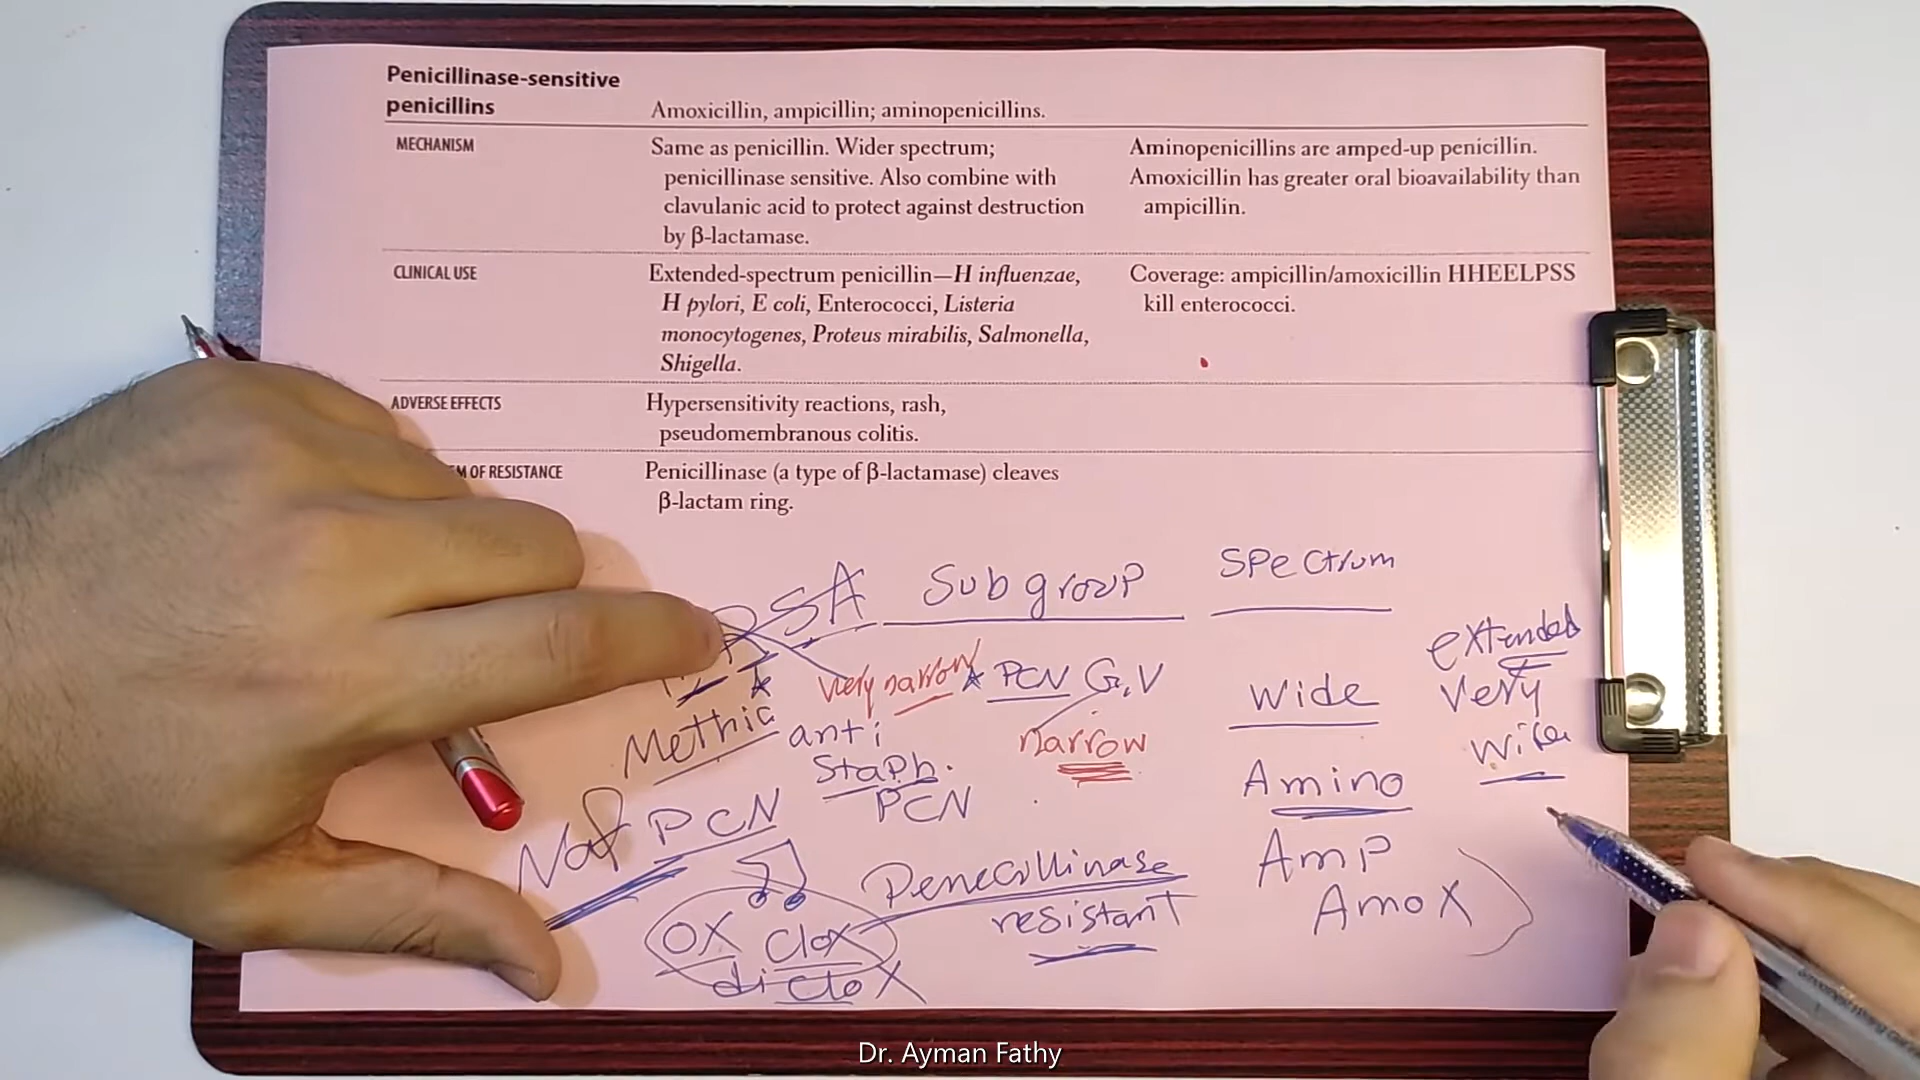 Penicillinase-sensitive
penicillins
Amoxicillin, ampicillin; aminopenicillins.
MECHANISM
Same as penicillin. Wider spectrum;
penicillinase sensitive. Also combine with
clavulanic acid to protect against destruction
by β-lactamase.
Aminopenicillins are amped-up penicillin.
Amoxicillin has greater oral bioavailability than
ampicillin.
CLINICAL USE
Extended-spectrum penicillin—H influenzae,
H pylori, E coli, Enterococci, Listeria
monocytogenes, Proteus mirabilis, Salmonella,
Shigella.
Coverage: ampicillin/amoxicillin HHEELPSS
kill enterococci.
ADVERSE EFFECTS
Hypersensitivity reactions, rash,
pseudomembranous colitis.
M OF RESISTANCE
Penicillinase (a type of β-lactamase) cleaves
β-lactam ring.
RSA Subgroup Spectrum
very narrow PCN G,V
narrow
Wide
extended
very
Methic
anti
Staph.
PCN
Naf PCN
OX Clox
diclox
Penecillinase
resistant
Amino
Amp
Amox
Dr. Ayman Fathy